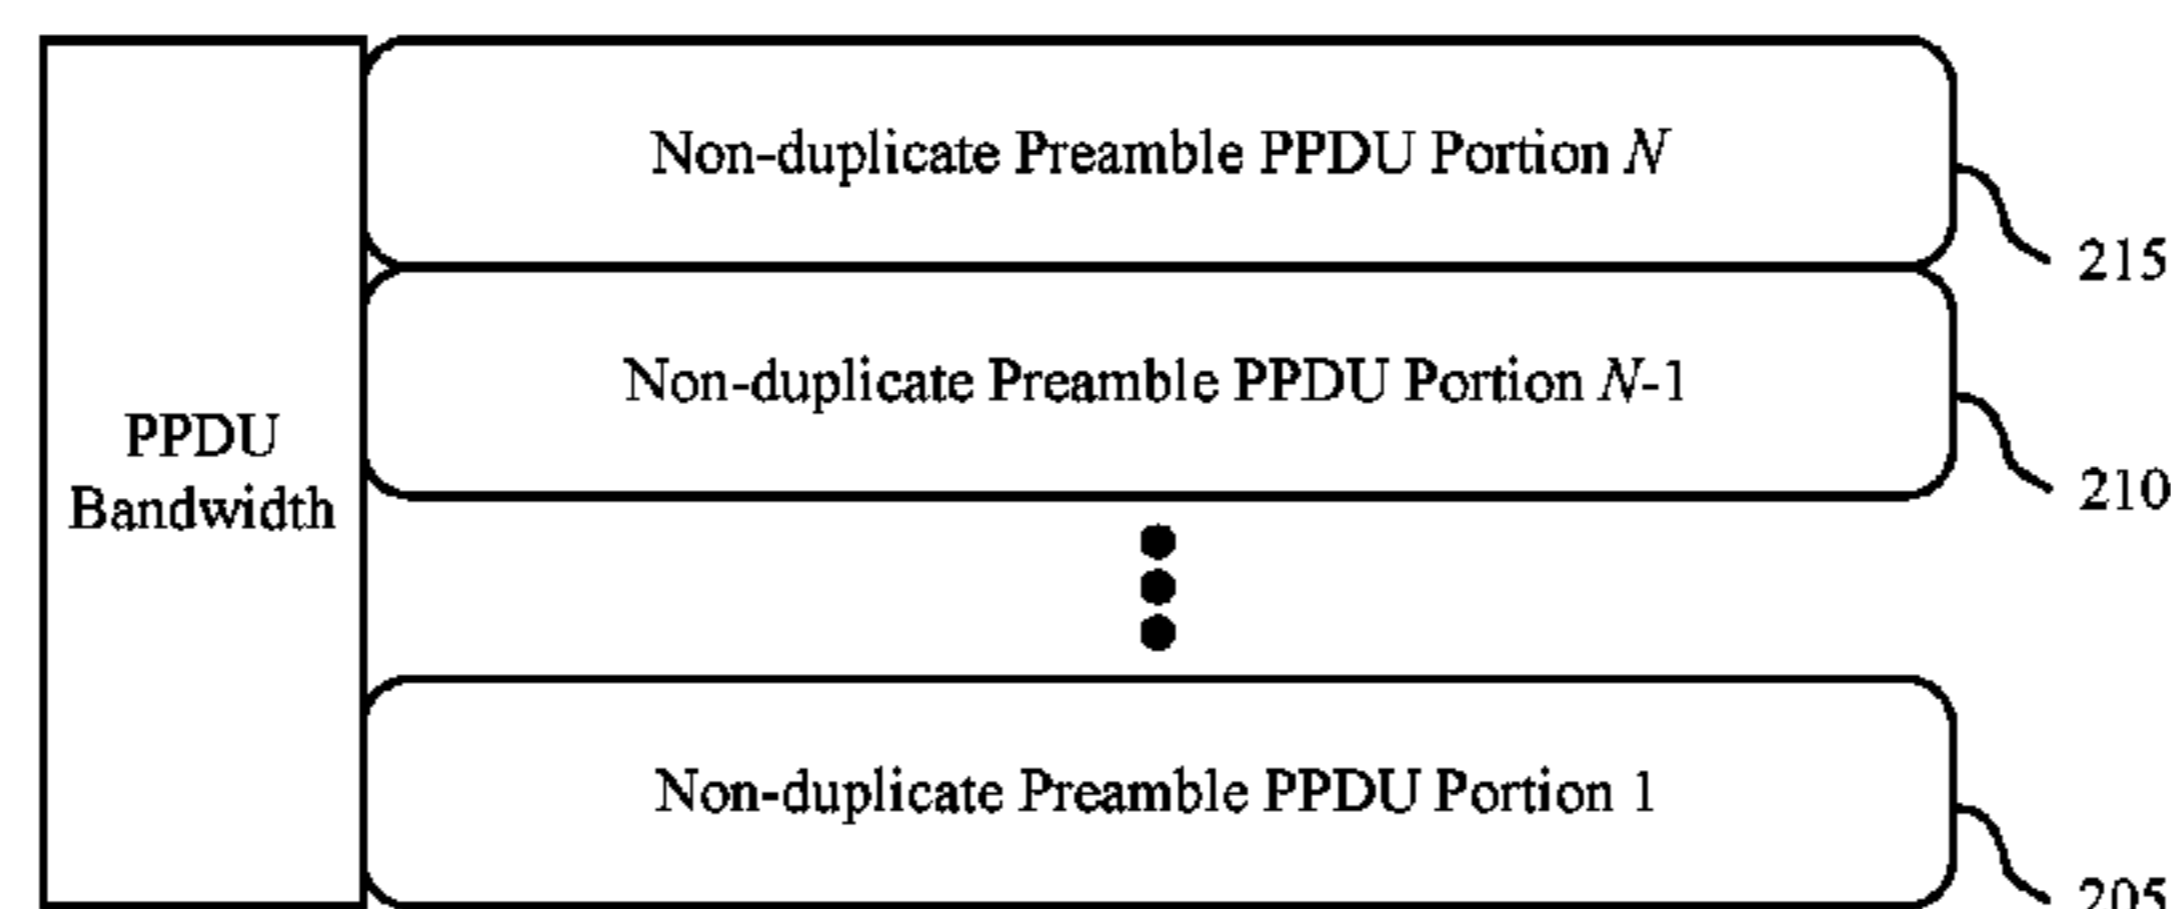 Non-duplicate Preamble PPDU Portion N
215
Non-duplicate Preamble PPDU Portion N-1
210
PPDU
Bandwidth
Non-duplicate Preamble PPDU Portion 1
205